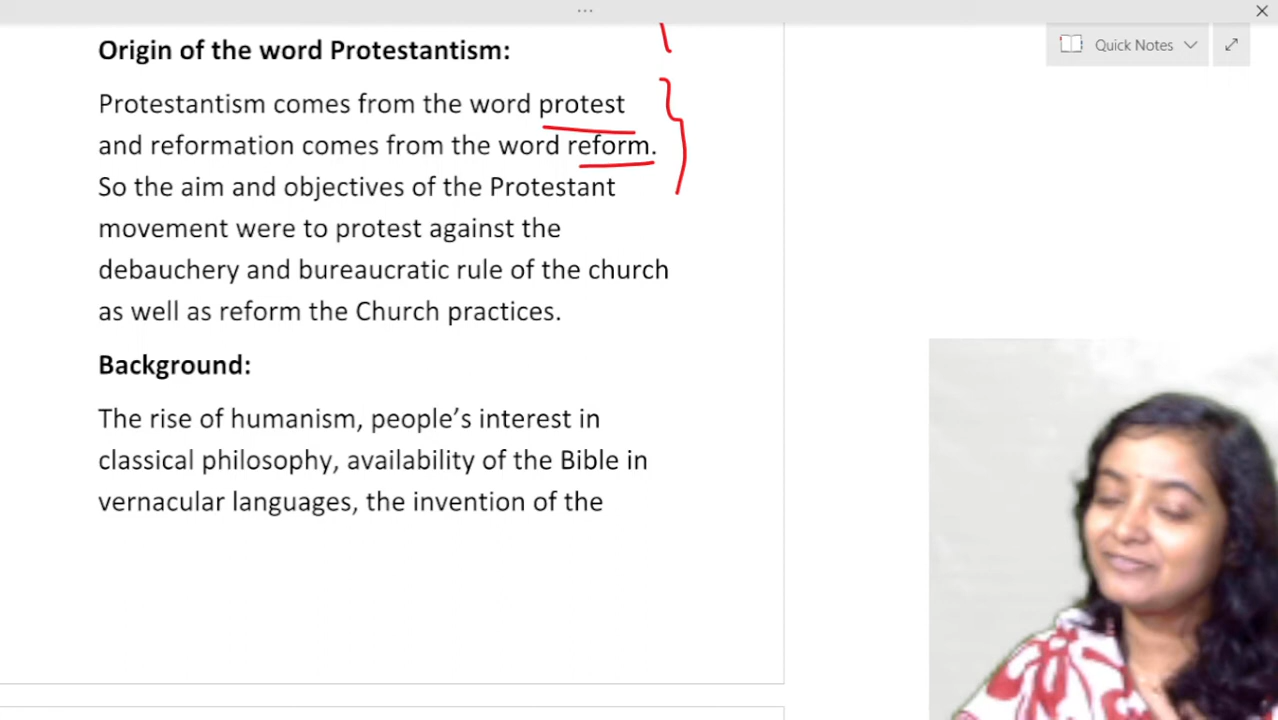 Quick Notes
Origin of the word Protestantism:
Protestantism comes from the word protest
and reformation comes from the word reform.
So the aim and objectives of the Protestant
movement were to protest against the
debauchery and bureaucratic rule of the church
as well as reform the Church practices.
Background:
The rise of humanism, people’s interest in
classical philosophy, availability of the Bible in
vernacular languages, the invention of the